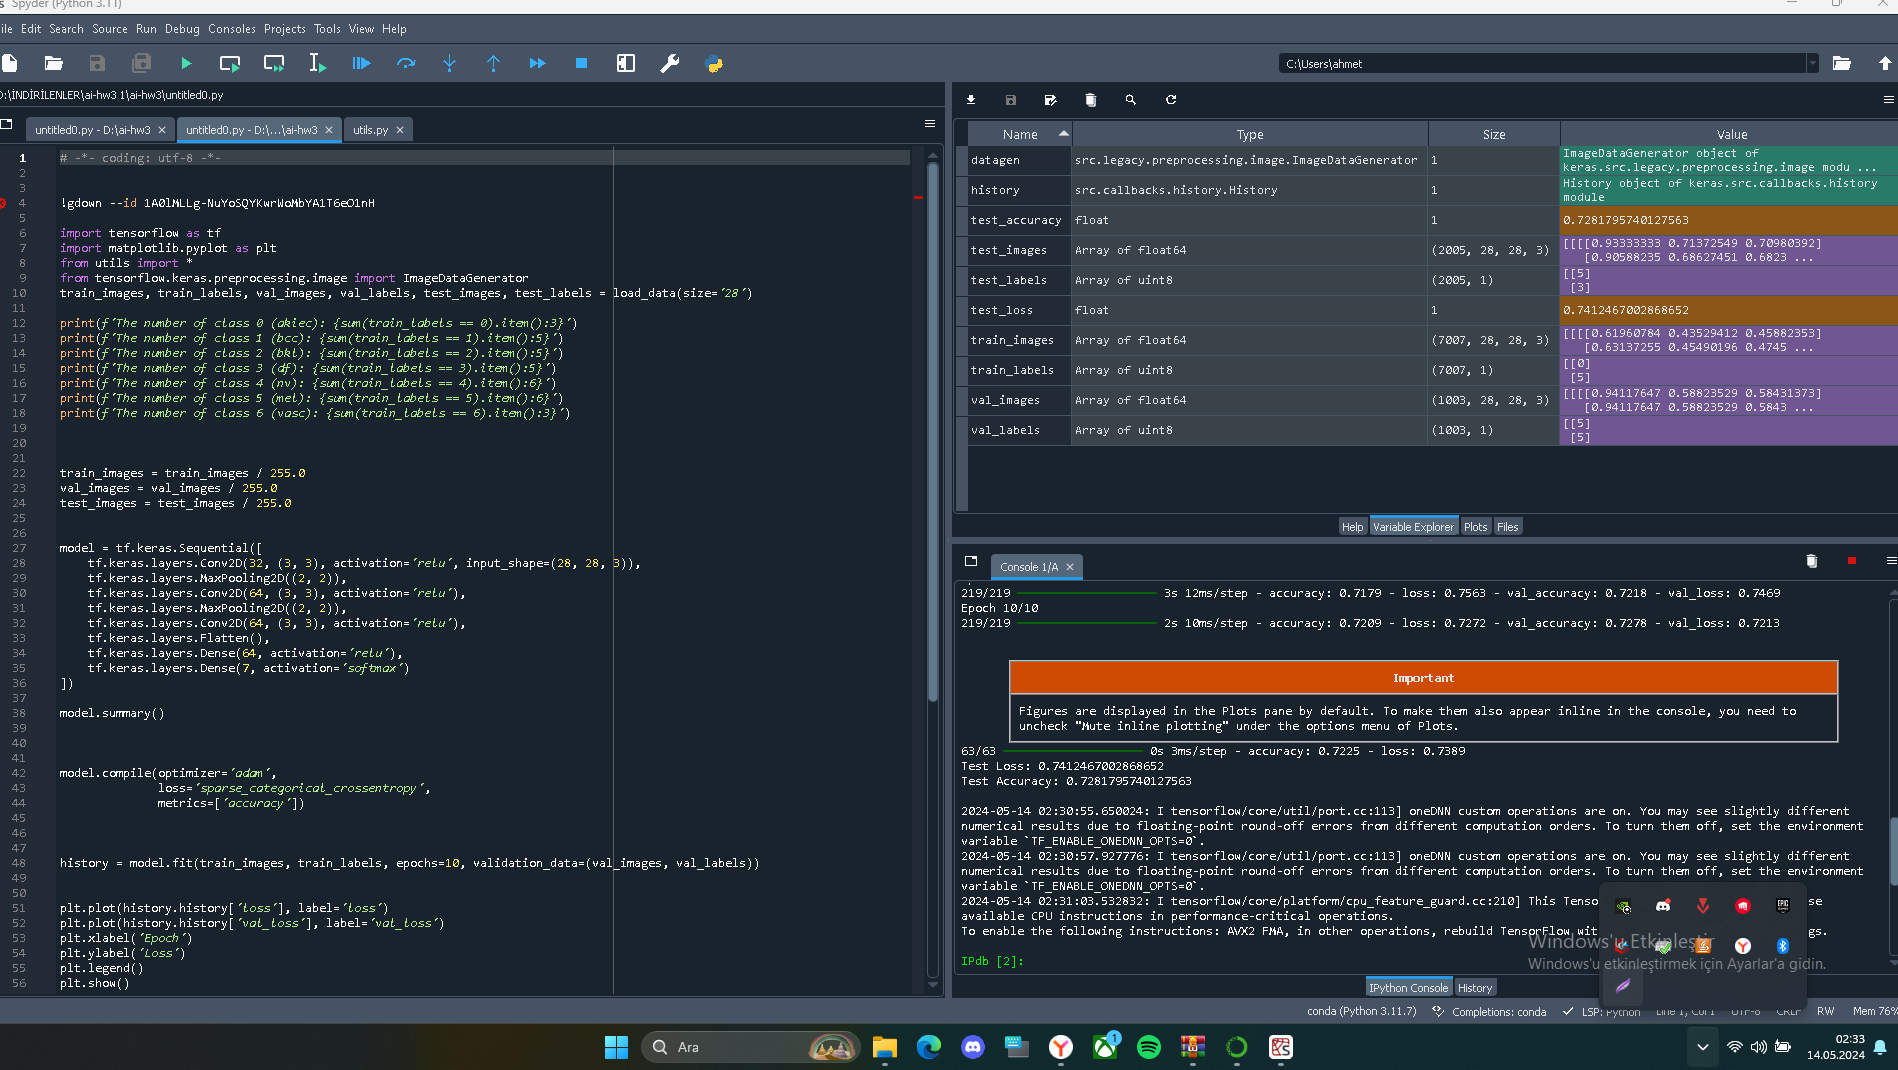 Spyder (Python 3.11)
ile Edit Search Source Run Debug Consoles Projects Tools View Help
C:\Users\ahmet
D:\İNDİRİLENLER\ai-hw3 1\ai-hw3\untitled0.py
untitled0.py - D:\ai-hw3
untitled0.py - D:\...\ai-hw3
utils.py
1 # -*- coding: utf-8 -*-
2
3
4 !gdown --id 1A0lMLLg-NuYoSQYKwrWoMbYA1T6eO1nH
5
6 import tensorflow as tf
7 import matplotlib.pyplot as plt
8 from utils import *
9 from tensorflow.keras.preprocessing.image import ImageDataGenerator
10 train_images, train_labels, val_images, val_labels, test_images, test_labels = load_data(size='28')
11
12 print(f'The number of class 0 (akiec): {sum(train_labels == 0).item():3}')
13 print(f'The number of class 1 (bcc): {sum(train_labels == 1).item():5}')
14 print(f'The number of class 2 (bkl): {sum(train_labels == 2).item():5}')
15 print(f'The number of class 3 (df): {sum(train_labels == 3).item():5}')
16 print(f'The number of class 4 (nv): {sum(train_labels == 4).item():6}')
17 print(f'The number of class 5 (mel): {sum(train_labels == 5).item():6}')
18 print(f'The number of class 6 (vasc): {sum(train_labels == 6).item():3}')
19
20
21
22 train_images = train_images / 255.0
23 val_images = val_images / 255.0
24 test_images = test_images / 255.0
25
26
27 model = tf.keras.Sequential([
28 tf.keras.layers.Conv2D(32, (3, 3), activation='relu', input_shape=(28, 28, 3)),
29 tf.keras.layers.MaxPooling2D((2, 2)),
30 tf.keras.layers.Conv2D(64, (3, 3), activation='relu'),
31 tf.keras.layers.MaxPooling2D((2, 2)),
32 tf.keras.layers.Conv2D(64, (3, 3), activation='relu'),
33 tf.keras.layers.Flatten(),
34 tf.keras.layers.Dense(64, activation='relu'),
35 tf.keras.layers.Dense(7, activation='softmax')
36 ])
37
38 model.summary()
39
40
41
42 model.compile(optimizer='adam',
43 loss='sparse_categorical_crossentropy',
44 metrics=['accuracy'])
45
46
47
48 history = model.fit(train_images, train_labels, epochs=10, validation_data=(val_images, val_labels))
49
50
51 plt.plot(history.history['loss'], label='loss')
52 plt.plot(history.history['val_loss'], label='val_loss')
53 plt.xlabel('Epoch')
54 plt.ylabel('Loss')
55 plt.legend()
56 plt.show()
Name Type Size Value
datagen src.legacy.preprocessing.image.ImageDataGenerator 1 ImageDataGenerator object of
keras.src.legacy.preprocessing.image modu ...
history src.callbacks.history.History 1 History object of keras.src.callbacks.history
module
test_accuracy float 1 0.7281795740127563
test_images Array of float64 (2005, 28, 28, 3) [[[[0.93333333 0.71372549 0.70980392]
[0.90588235 0.68627451 0.6823 ...
test_labels Array of uint8 (2005, 1) [[5]
[3]
test_loss float 1 0.7412467002868652
train_images Array of float64 (7007, 28, 28, 3) [[[[0.61960784 0.43529412 0.45882353]
[0.63137255 0.45490196 0.4745 ...
train_labels Array of uint8 (7007, 1) [[0]
[5]
val_images Array of float64 (1003, 28, 28, 3) [[[[0.94117647 0.58823529 0.58431373]
[0.94117647 0.58823529 0.5843 ...
val_labels Array of uint8 (1003, 1) [[5]
[5]
Help Variable Explorer Plots Files
Console 1/A
219/219 3s 12ms/step - accuracy: 0.7179 - loss: 0.7563 - val_accuracy: 0.7218 - val_loss: 0.7469
Epoch 10/10
219/219 2s 10ms/step - accuracy: 0.7209 - loss: 0.7272 - val_accuracy: 0.7278 - val_loss: 0.7213
Important
Figures are displayed in the Plots pane by default. To make them also appear inline in the console, you need to
uncheck "Mute inline plotting" under the options menu of Plots.
63/63 0s 3ms/step - accuracy: 0.7225 - loss: 0.7389
Test Loss: 0.7412467002868652
Test Accuracy: 0.7281795740127563
2024-05-14 02:30:55.650024: I tensorflow/core/util/port.cc:113] oneDNN custom operations are on. You may see slightly different
numerical results due to floating-point round-off errors from different computation orders. To turn them off, set the environment
variable `TF_ENABLE_ONEDNN_OPTS=0`.
2024-05-14 02:30:57.927776: I tensorflow/core/util/port.cc:113] oneDNN custom operations are on. You may see slightly different
numerical results due to floating-point round-off errors from different computation orders. To turn them off, set the environment
variable `TF_ENABLE_ONEDNN_OPTS=0`.
2024-05-14 02:31:03.532832: I tensorflow/core/platform/cpu_feature_guard.cc:210] This Tensor se
available CPU instructions in performance-critical operations.
To enable the following instructions: AVX2 FMA, in other operations, rebuild TensorFlow wit gs.
IPdb [2]:
Windows'u Etkinleştir
Windows'u etkinleştirmek için Ayarlar'a gidin.
EPIC
IPython Console History
conda (Python 3.11.7) Completions: conda LSP: Python Line 1, Col 1 UTF-8 CRLF RW Mem 76%
Ara
1
02:33
14.05.2024